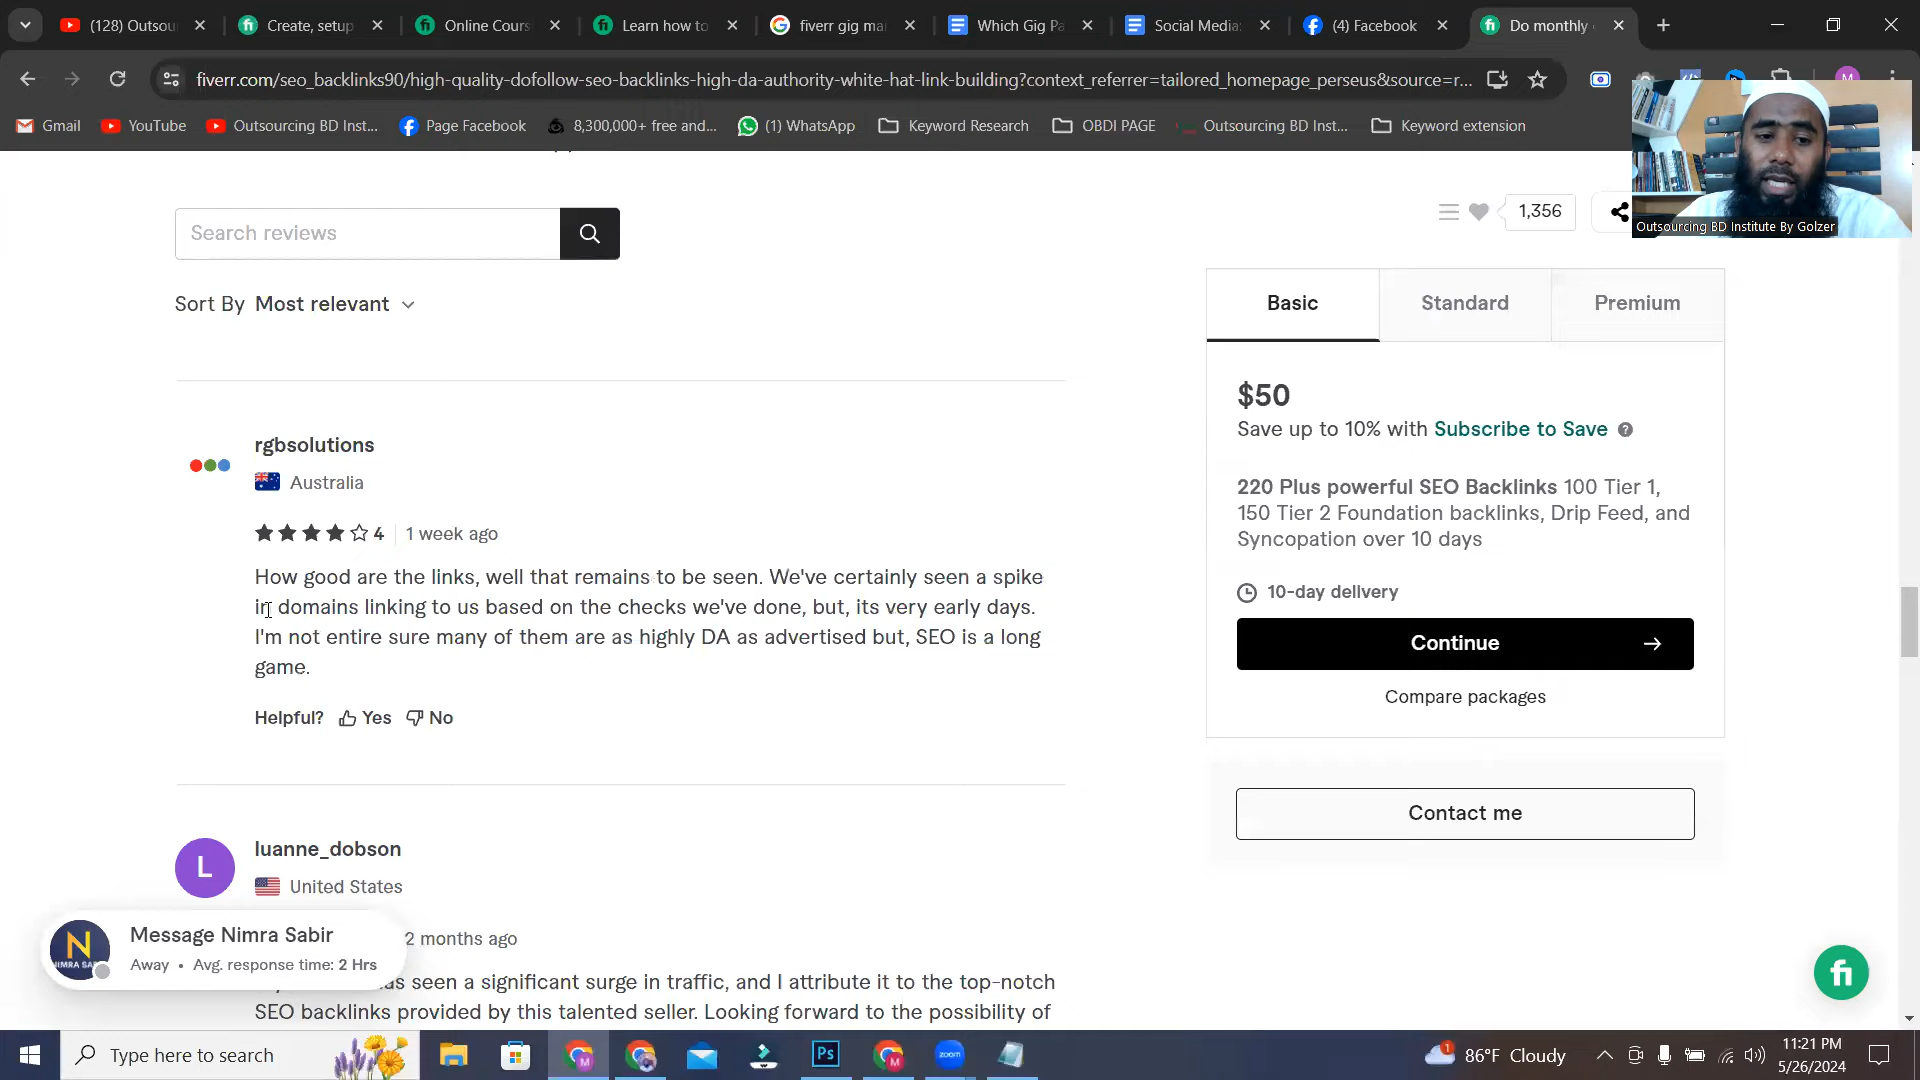 (128) Outsou
Create, setup
Online Cours
Learn how to
fiverr gig ma
Which Gig Pa
Social Media:
(4) Facebook
Do monthly
fiverr.com/seo_backlinks90/high-quality-dofollow-seo-backlinks-high-da-authority-white-hat-link-building?context_referrer=tailored_homepage_perseus&source=r...
M
Gmail
YouTube
Outsourcing BD Inst...
Page Facebook
8,300,000+ free and...
(1) WhatsApp
Keyword Research
OBDI PAGE
Outsourcing BD Inst...
Keyword extension
Outsourcing BD Institute By Golzer
Search reviews
1,356
Sort By Most relevant
Basic
Standard
Premium
$50
Save up to 10% with Subscribe to Save ?
220 Plus powerful SEO Backlinks 100 Tier 1,
150 Tier 2 Foundation backlinks, Drip Feed, and
Syncopation over 10 days
10-day delivery
Continue
Compare packages
Contact me
rgbsolutions
Australia
4 | 1 week ago
How good are the links, well that remains to be seen. We've certainly seen a spike
in domains linking to us based on the checks we've done, but, its very early days.
I'm not entire sure many of them are as highly DA as advertised but, SEO is a long
game.
Helpful? Yes No
L
luanne_dobson
United States
2 months ago
as seen a significant surge in traffic, and I attribute it to the top-notch
SEO backlinks provided by this talented seller. Looking forward to the possibility of
N
Message Nimra Sabir
Away • Avg. response time: 2 Hrs
fi
Type here to search
Ps
zoom
1
86°F Cloudy
11:21 PM
5/26/2024